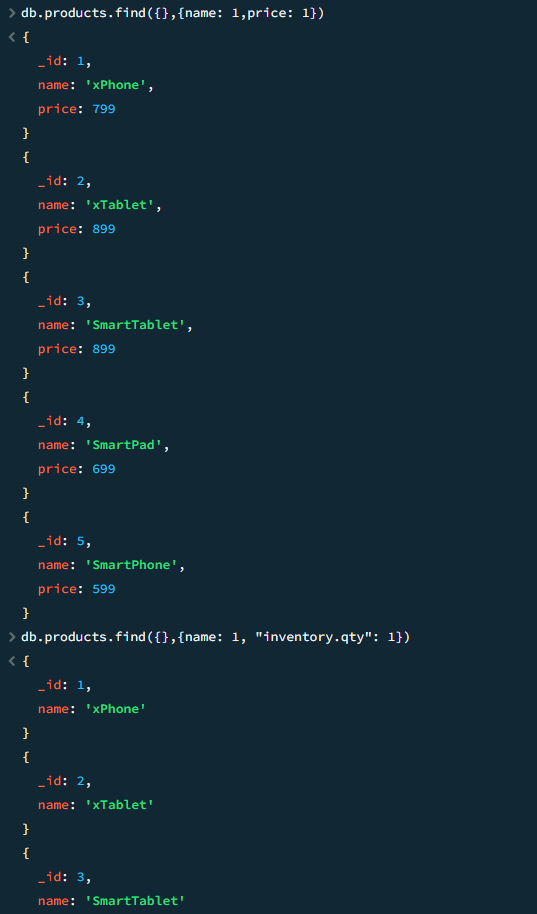 > db.products.find({},{name: 1,price: 1})
< {
_id: 1,
name: 'xPhone',
price: 799
}
{
_id: 2,
name: 'xTablet',
price: 899
}
{
_id: 3,
name: 'SmartTablet',
price: 899
}
{
_id: 4,
name: 'SmartPad',
price: 699
}
{
_id: 5,
name: 'SmartPhone',
price: 599
}
> db.products.find({},{name: 1, "inventory.qty": 1})
< {
_id: 1,
name: 'xPhone'
}
{
_id: 2,
name: 'xTablet'
}
{
_id: 3,
name: 'SmartTablet'